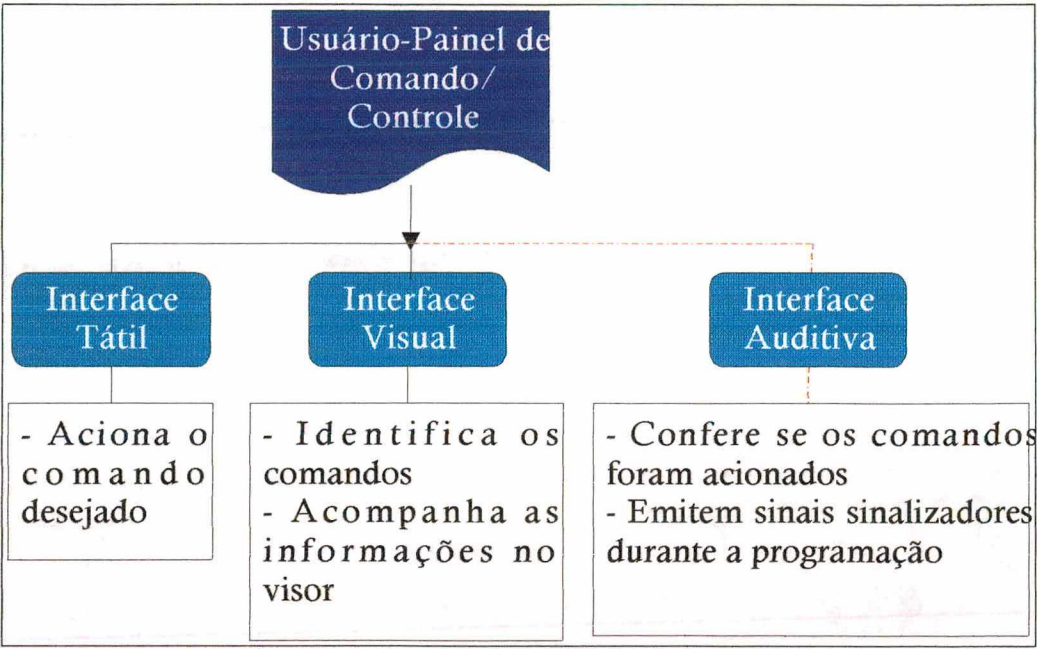 Usuário-Painel de
Comando/
Controle
Interface
Tátil
Interface
Visual
Interface
Auditiva
- Aciona o
comando
desejado
- Identifica os
comandos
- Acompanha as
informações no
visor
- Confere se os comandos
foram acionados
- Emitem sinais sinalizadores
durante a programação